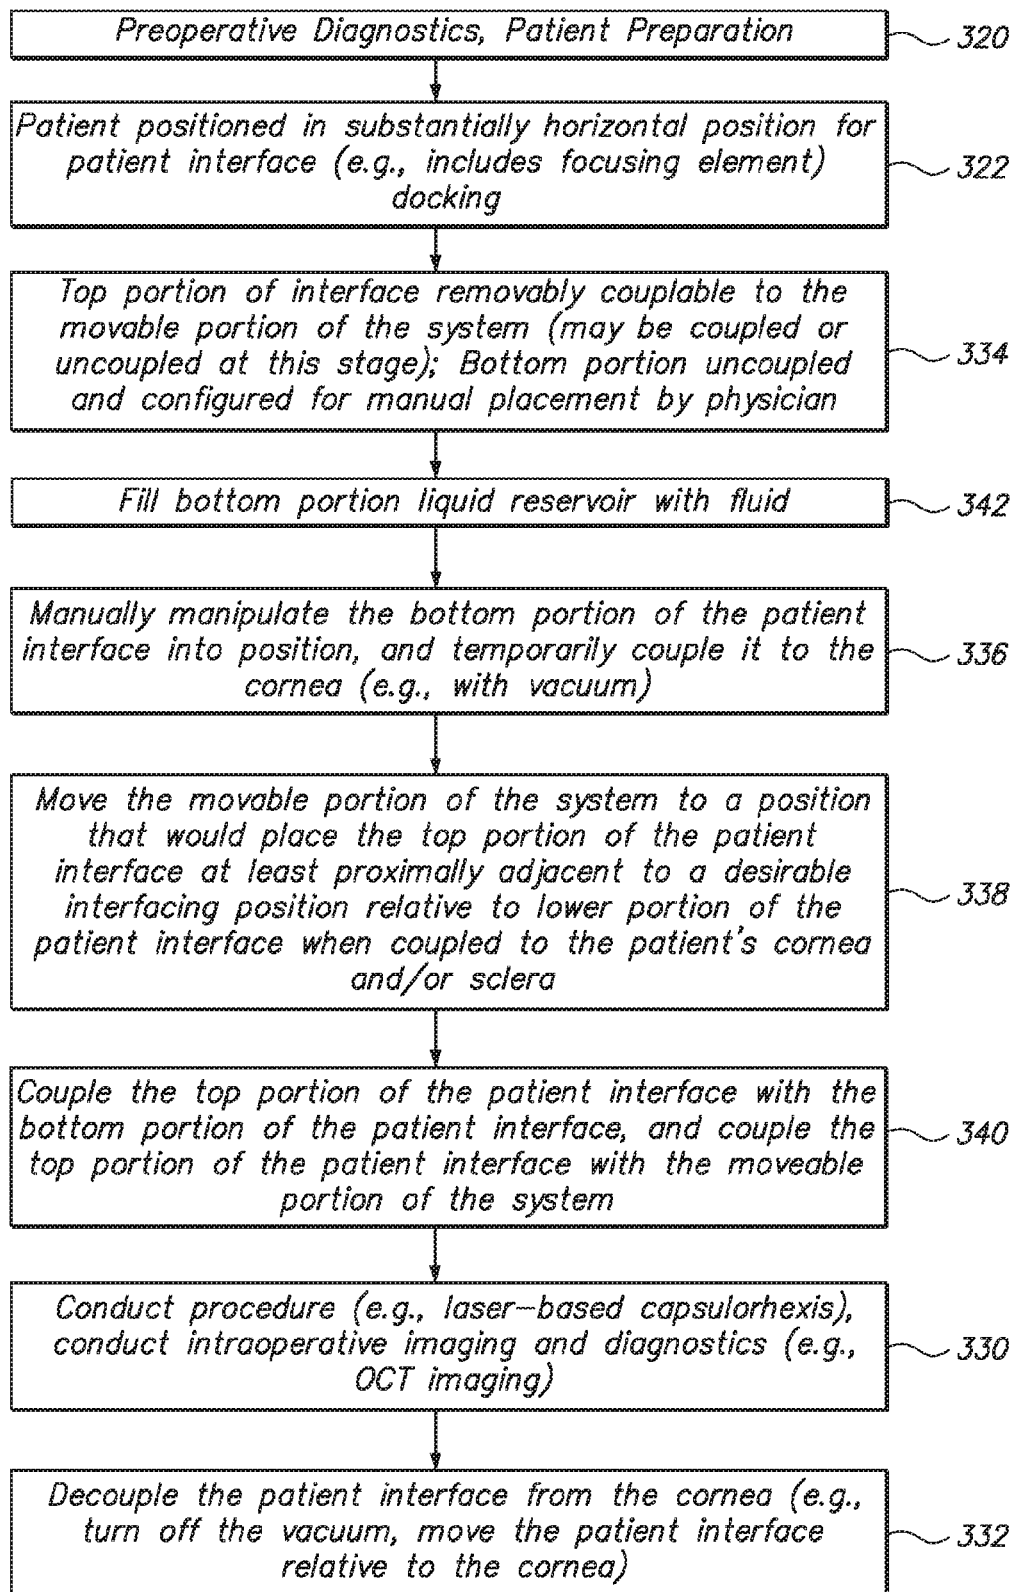 Preoperative Diagnostics, Patient Preparation
320
Patient positioned in substantially horizontal position for
patient interface (e.g., includes focusing element)
docking
322
Top portion of interface removably couplable to the
movable portion of the system (may be coupled or
uncoupled at this stage); Bottom portion uncoupled
and configured for manual placement by physician
334
Fill bottom portion liquid reservoir with fluid
342
Manually manipulate the bottom portion of the patient
interface into position, and temporarily couple it to the
cornea (e.g., with vacuum)
336
Move the movable portion of the system to a position
that would place the top portion of the patient
interface at least proximally adjacent to a desirable
interfacing position relative to lower portion of the
patient interface when coupled to the patient's cornea
and/or sclera
338
Couple the top portion of the patient interface with the
bottom portion of the patient interface, and couple the
top portion of the patient interface with the moveable
portion of the system
340
Conduct procedure (e.g., laser-based capsulorhexis),
conduct intraoperative imaging and diagnostics (e.g.,
OCT imaging)
330
Decouple the patient interface from the cornea (e.g.,
turn off the vacuum, move the patient interface
relative to the cornea)
332